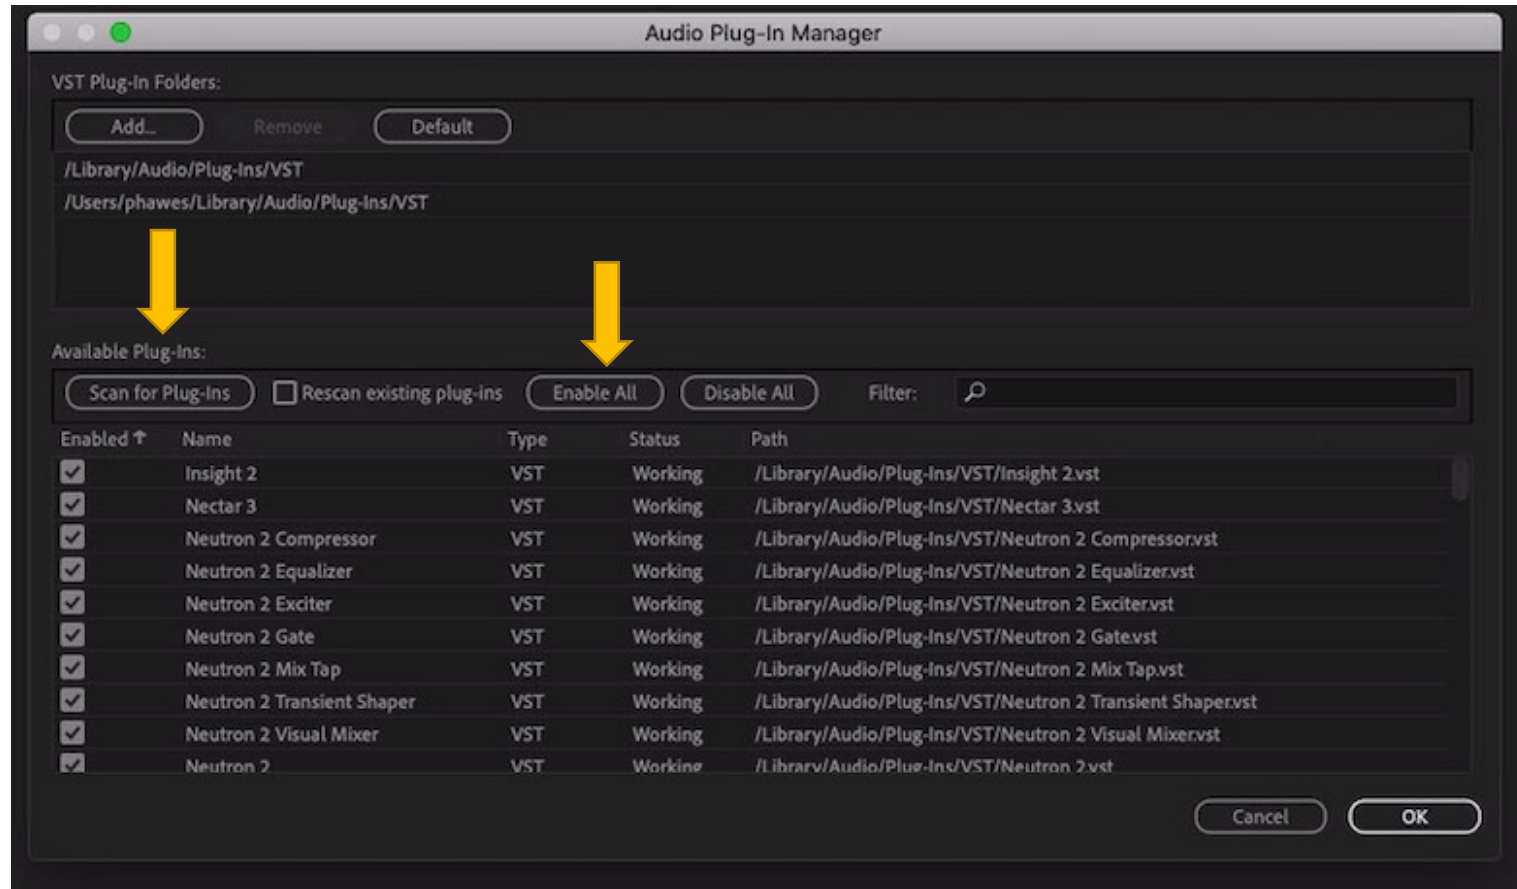 Audio Plug-In Manager
VST Plug-In Folders:
Add... Remove Default
/Library/Audio/Plug-Ins/VST
/Users/phawes/Library/Audio/Plug-Ins/VST
Available Plug-Ins:
Scan for Plug-Ins Rescan existing plug-ins Enable All Disable All Filter:
Enabled Name Type Status Path
Insight 2 VST Working /Library/Audio/Plug-Ins/VST/Insight 2.vst
Nectar 3 VST Working /Library/Audio/Plug-Ins/VST/Nectar 3.vst
Neutron 2 Compressor VST Working /Library/Audio/Plug-Ins/VST/Neutron 2 Compressor.vst
Neutron 2 Equalizer VST Working /Library/Audio/Plug-Ins/VST/Neutron 2 Equalizer.vst
Neutron 2 Exciter VST Working /Library/Audio/Plug-Ins/VST/Neutron 2 Exciter.vst
Neutron 2 Gate VST Working /Library/Audio/Plug-Ins/VST/Neutron 2 Gate.vst
Neutron 2 Mix Tap VST Working /Library/Audio/Plug-Ins/VST/Neutron 2 Mix Tap.vst
Neutron 2 Transient Shaper VST Working /Library/Audio/Plug-Ins/VST/Neutron 2 Transient Shaper.vst
Neutron 2 Visual Mixer VST Working /Library/Audio/Plug-Ins/VST/Neutron 2 Visual Mixer.vst
Neutron 2 VST Working /Library/Audio/Plug-Ins/VST/Neutron 2.vst
Cancel OK